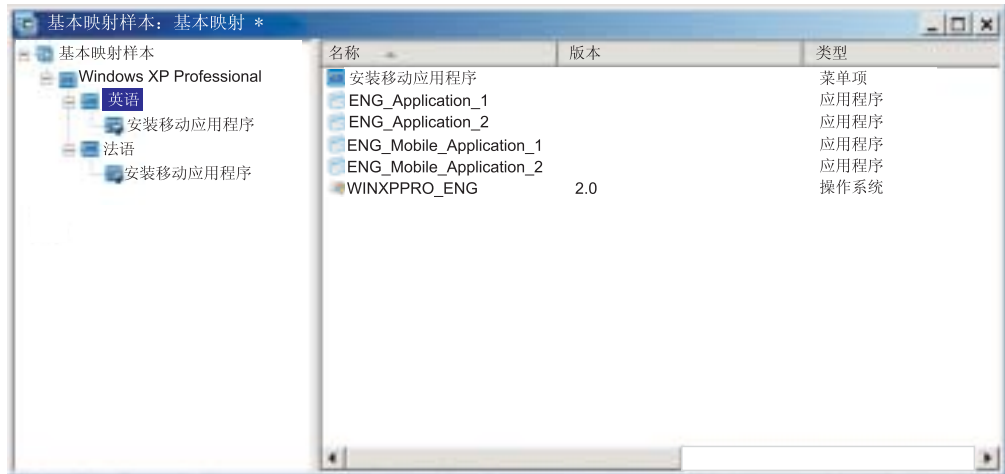 基本映射样本：基本映射 *
基本映射样本
Windows XP Professional
英语
安装移动应用程序
法语
安装移动应用程序
名称 版本 类型
安装移动应用程序 菜单项
ENG_Application_1 应用程序
ENG_Application_2 应用程序
ENG_Mobile_Application_1 应用程序
ENG_Mobile_Application_2 应用程序
WINXPPRO_ENG 2.0 操作系统